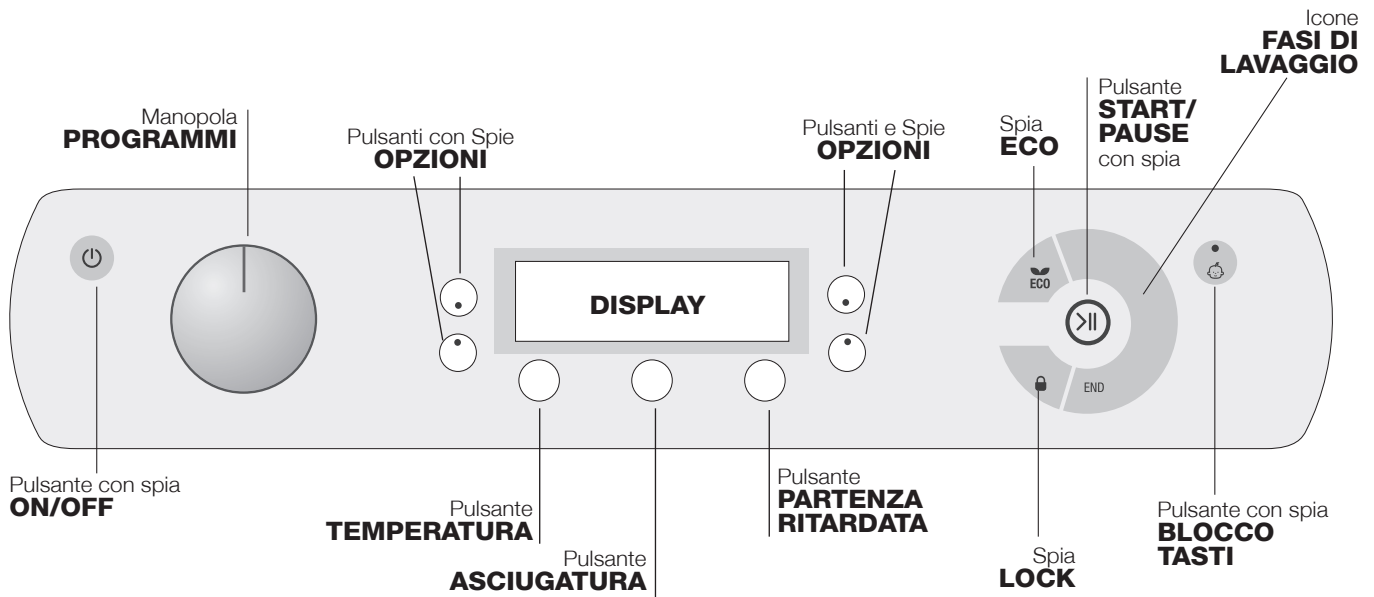 Icone
FASI DI
LAVAGGIO
Manopola
PROGRAMMI
Pulsanti con Spie
OPZIONI
Pulsanti e Spie
OPZIONI
Spia
ECO
Pulsante
START/
PAUSE
con spia
DISPLAY
ECO
END
Pulsante con spia
ON/OFF
Pulsante
TEMPERATURA
Pulsante
ASCIUGATURA
Pulsante
PARTENZA
RITARDATA
Spia
LOCK
Pulsante con spia
BLOCCO
TASTI